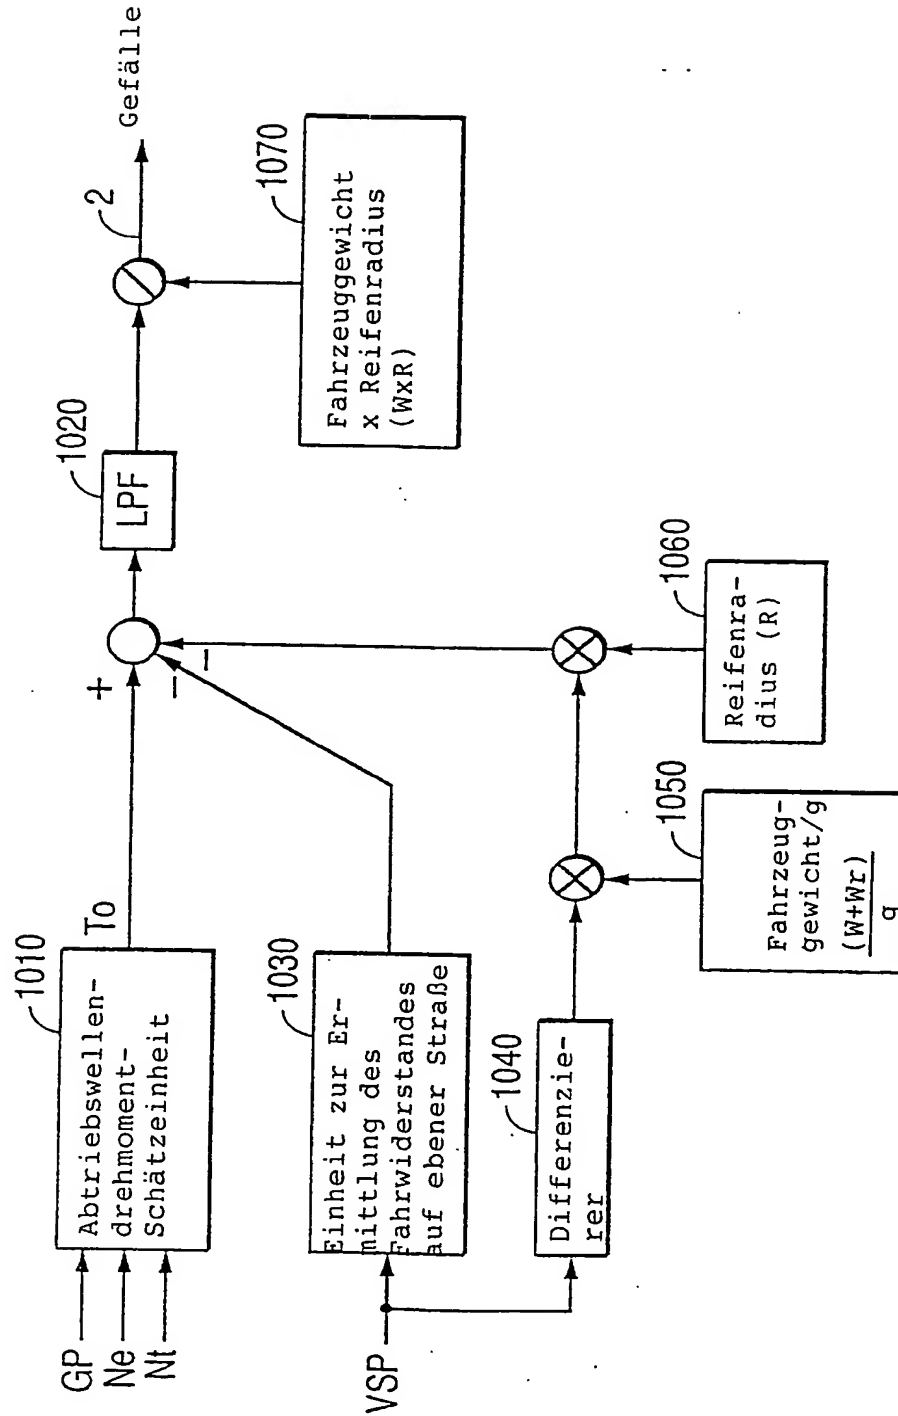 GP
Ne
Nt
1010
Abtriebswellen-
drehmoment-
Schätzeinheit
To
+
−
−
1020
LPF
2
Gefälle
1070
Fahrzeuggewicht
x Reifenradius
(WxR)
VSP
1030
Einheit zur Er-
mittlung des
Fahrwiderstandes
auf ebener Straße
1040
Differenzie-
rer
1050
Fahrzeug-
gewicht/g
(W+Wr)
g
1060
Reifenra-
dius (R)